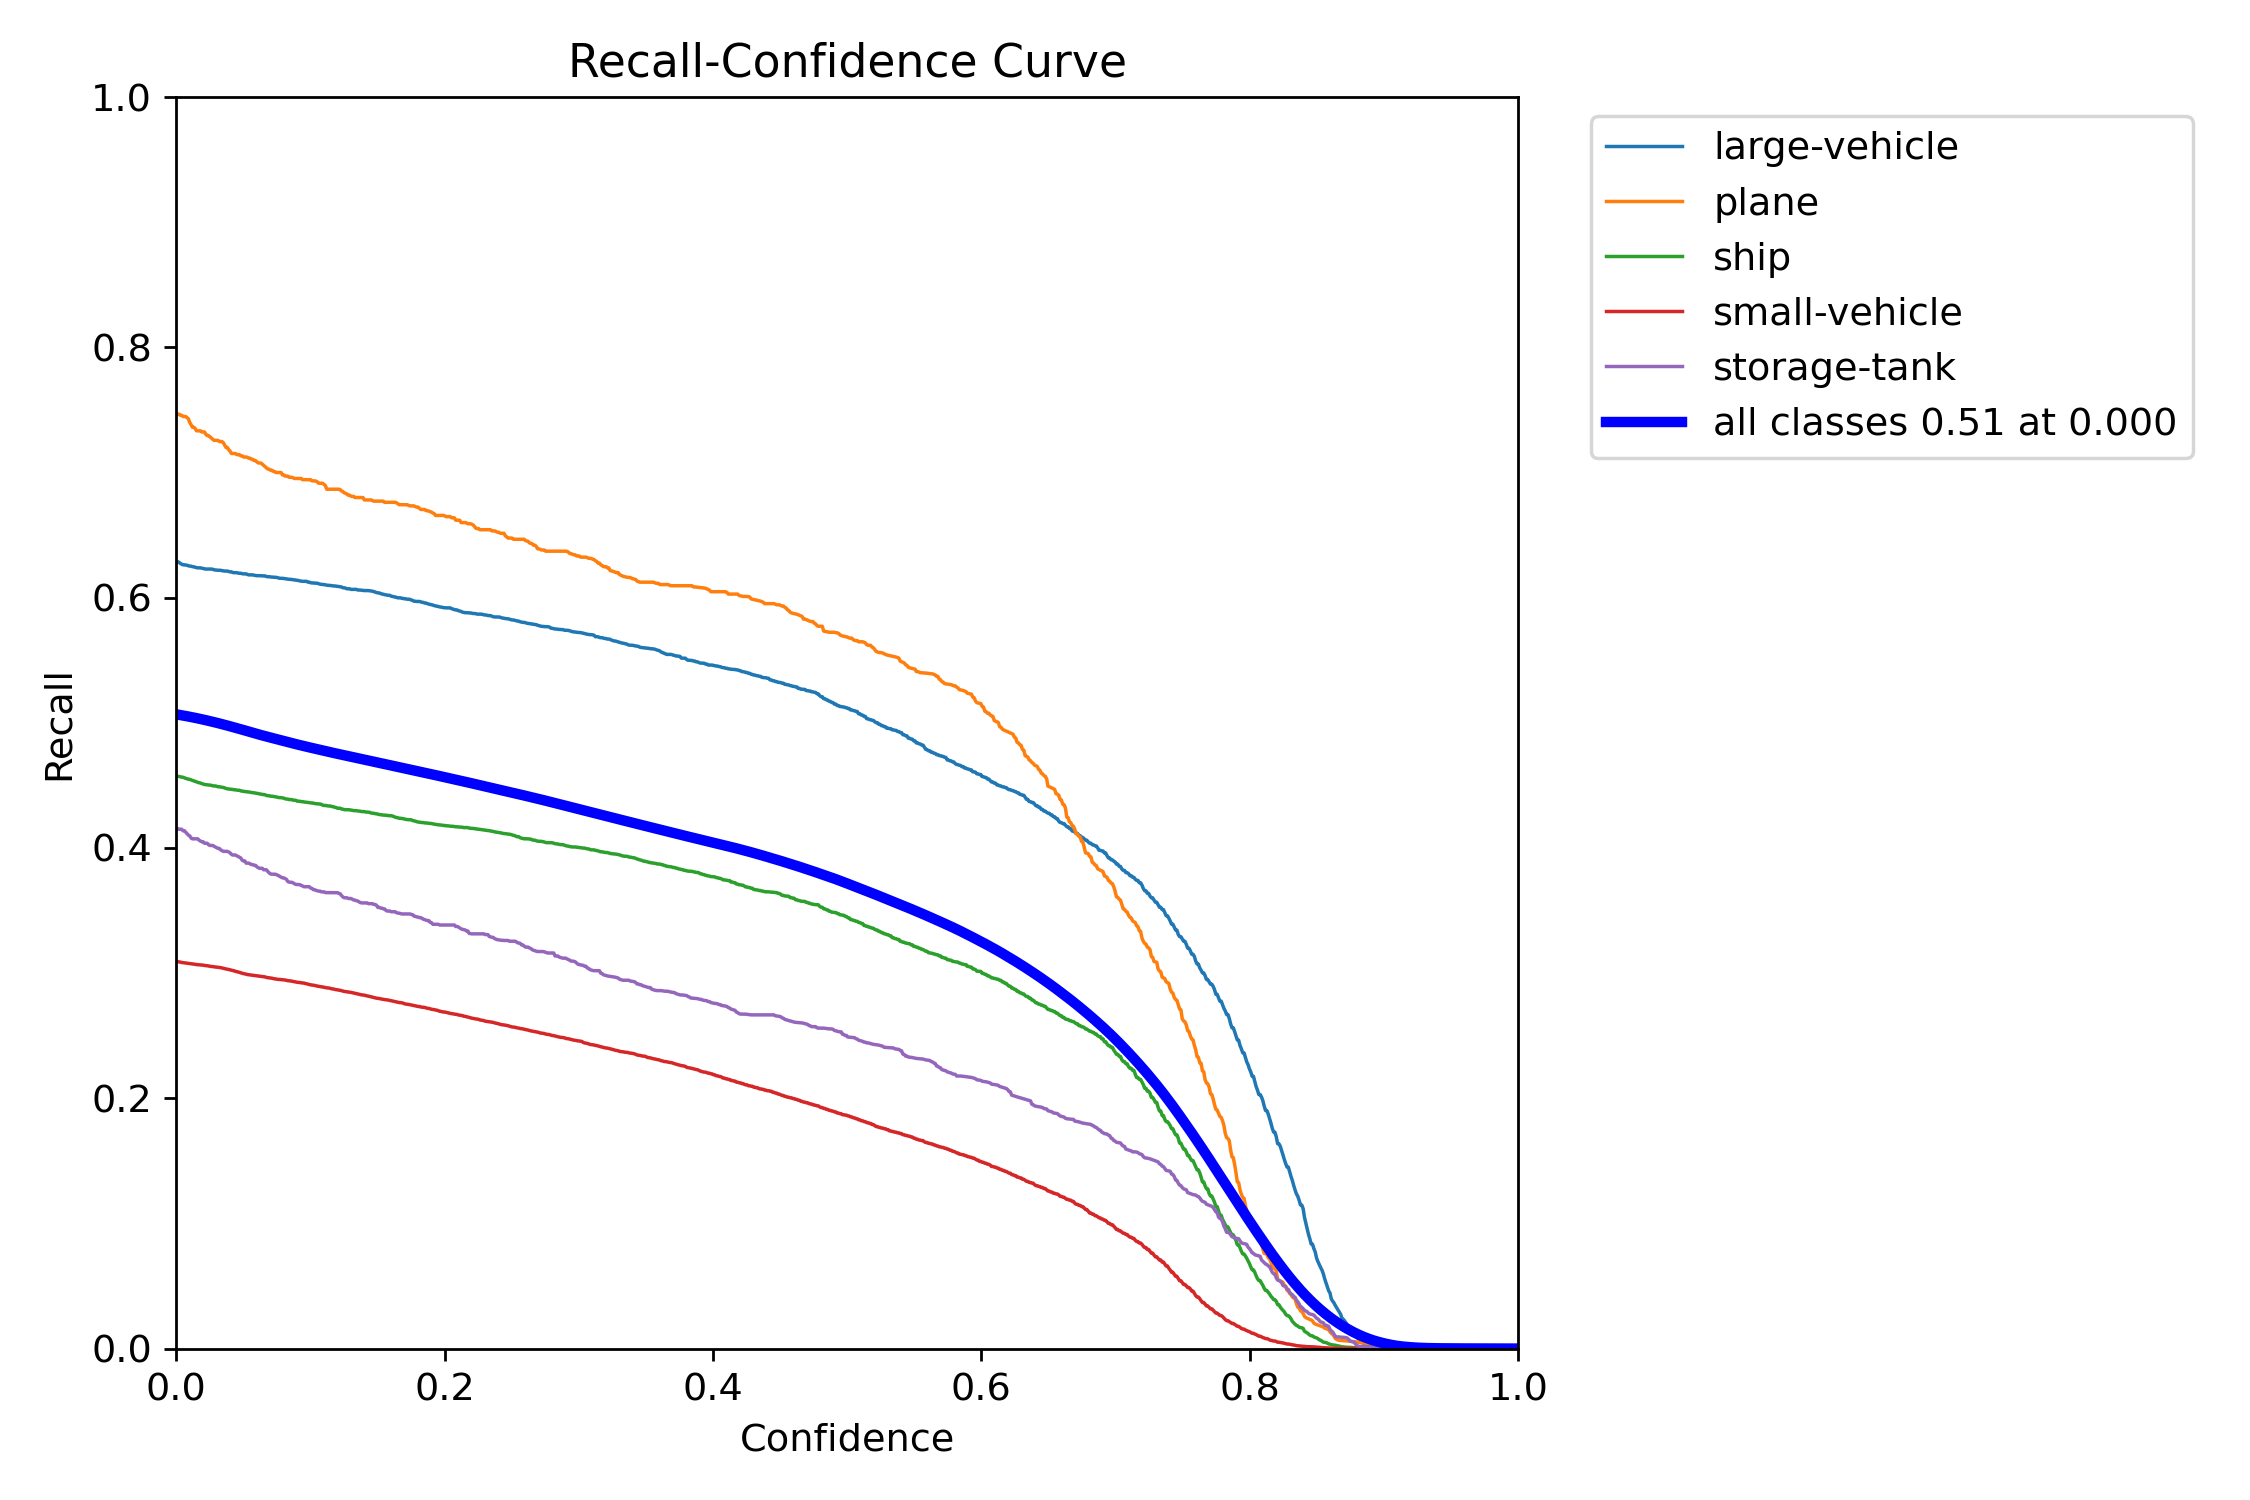 Recall-Confidence Curve
1.0
0.8
0.6
0.4
0.2
0.0
Recall
0.0 0.2 0.4 0.6 0.8 1.0
Confidence
large-vehicle
plane
ship
small-vehicle
storage-tank
all classes 0.51 at 0.000